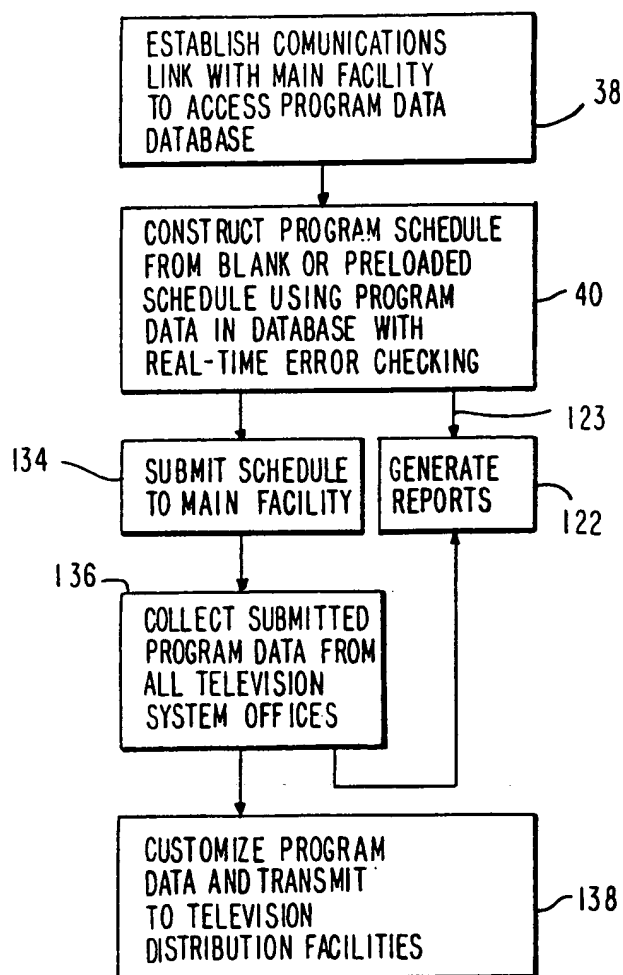 ESTABLISH COMUNICATIONS
LINK WITH MAIN FACILITY
TO ACCESS PROGRAM DATA
DATABASE
38
CONSTRUCT PROGRAM SCHEDULE
FROM BLANK OR PRELOADED
SCHEDULE USING PROGRAM
DATA IN DATABASE WITH
REAL-TIME ERROR CHECKING
40
123
134
SUBMIT SCHEDULE
TO MAIN FACILITY
GENERATE
REPORTS
122
136
COLLECT SUBMITTED
PROGRAM DATA FROM
ALL TELEVISION
SYSTEM OFFICES
CUSTOMIZE PROGRAM
DATA AND TRANSMIT
TO TELEVISION
DISTRIBUTION FACILITIES
138